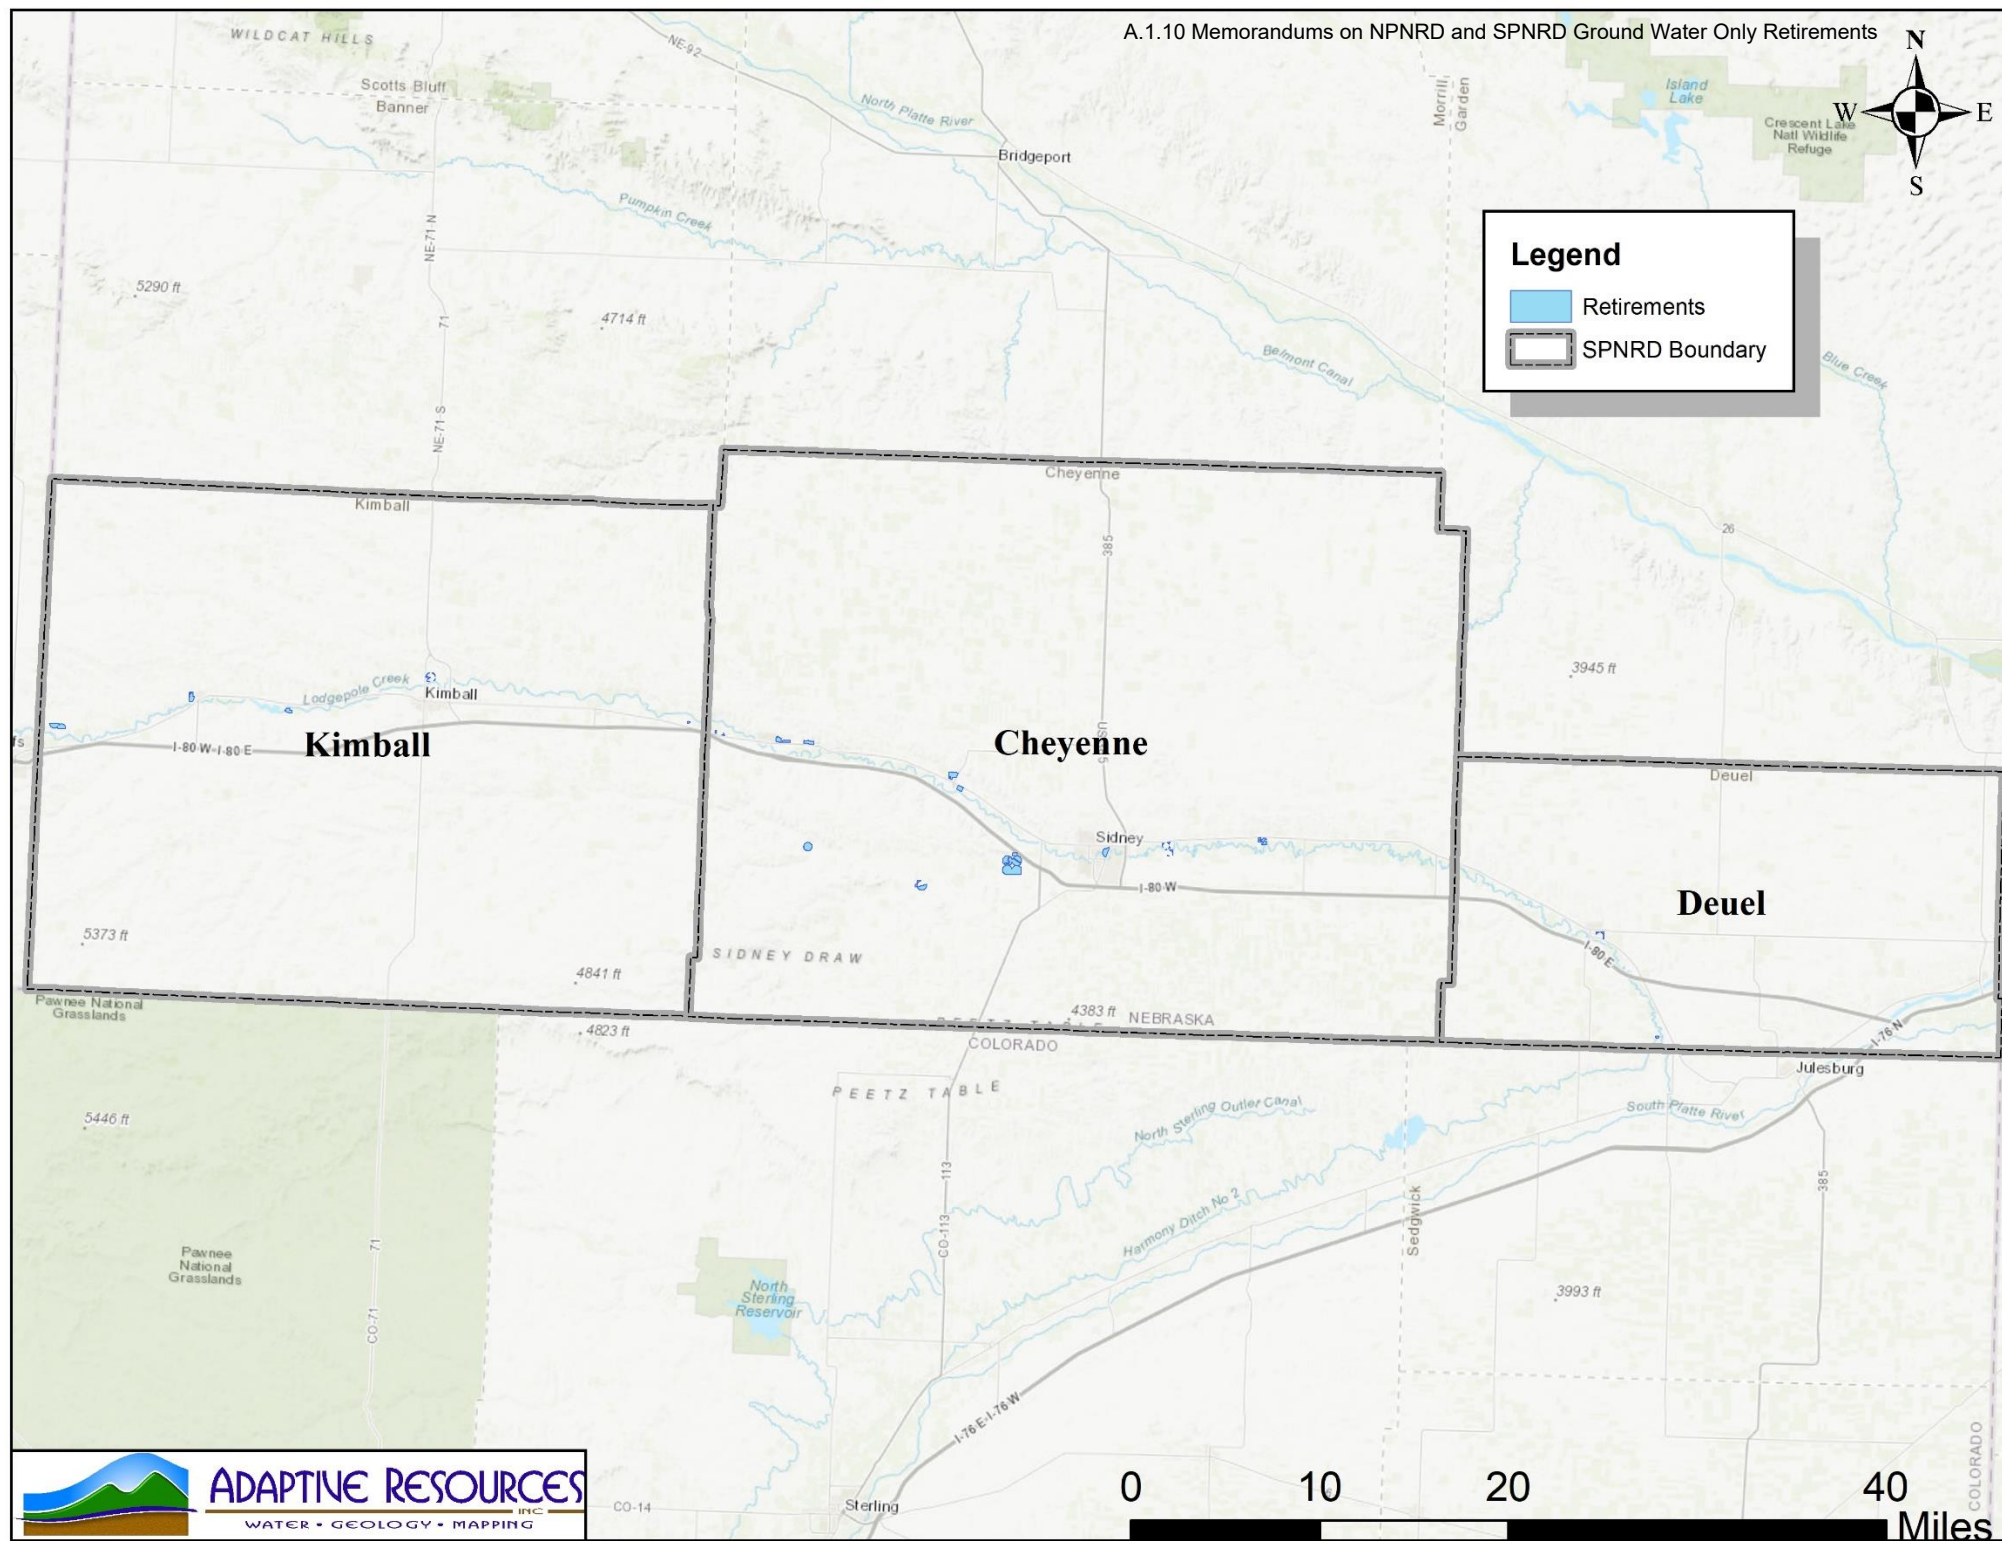 A.1.10 Memorandums on NPNRD and SPNRD Ground Water Only Retirements
N
W
E
S
WILDCAT HILLS
NE-92
Scotts Bluff
Banner
North Platte River
Morrill
Garden
Island
Lake
Crescent Lake
Natl Wildlife
Refuge
Bridgeport
Pumpkin Creek
NE-71-N
Legend
Retirements
SPNRD Boundary
5290 ft
71
4714 ft
Belmont Canal
Blue Creek
NE-71-S
Cheyenne
Kimball
385
26
3945 ft
Lodgepole Creek
Kimball
fs
I-80 W-I-80 E
Kimball
Cheyenne
Deuel
Sidney
I-80 W
Deuel
5373 ft
SIDNEY DRAW
I-80 E
4841 ft
Pawnee National
Grasslands
4823 ft
4383 ft
NEBRASKA
COLORADO
I-76 N
Julesburg
PEETZ TABLE
5446 ft
North Sterling Outlet Canal
South Platte River
113
385
Harmony Ditch No 2
Sedgwick
CO-113
71
Pawnee
National
Grasslands
North
Sterling
Reservoir
3993 ft
CO-71
I-76 E-I-76 W
COLORADO
ADAPTIVE RESOURCES
INC
WATER • GEOLOGY • MAPPING
CO-14
Sterling
0 10 20 40
Miles